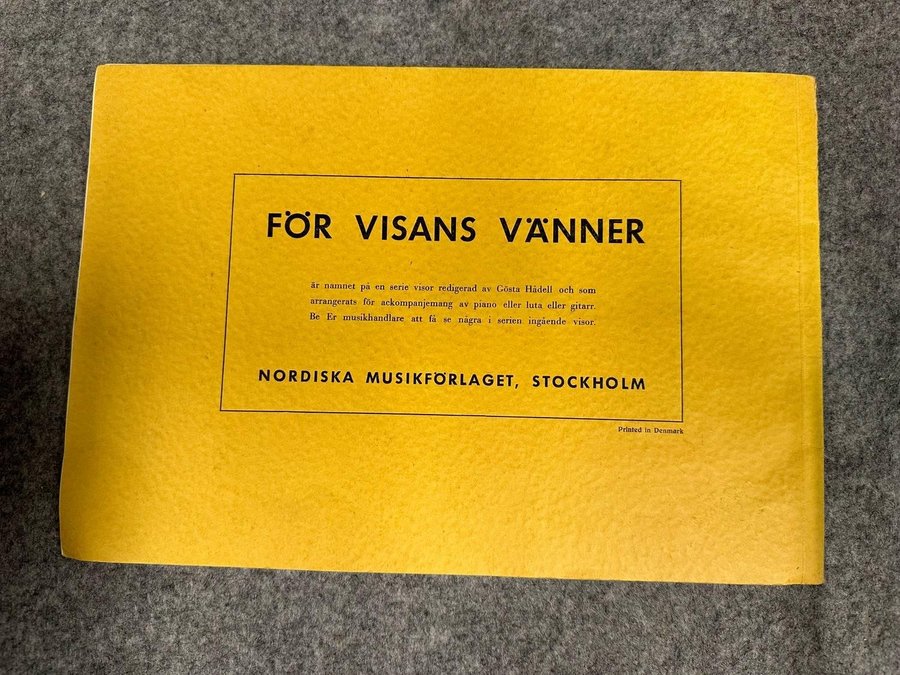 FÖR VISANS VÄNNER
är namnet på en serie visor redigerad av Gösta Hådell och som
arrangerats för ackompanjemang av piano eller luta eller gitarr.
Be Er musikhandlare att få se några i serien ingående visor.
NORDISKA MUSIKFÖRLAGET, STOCKHOLM
Printed in Denmark